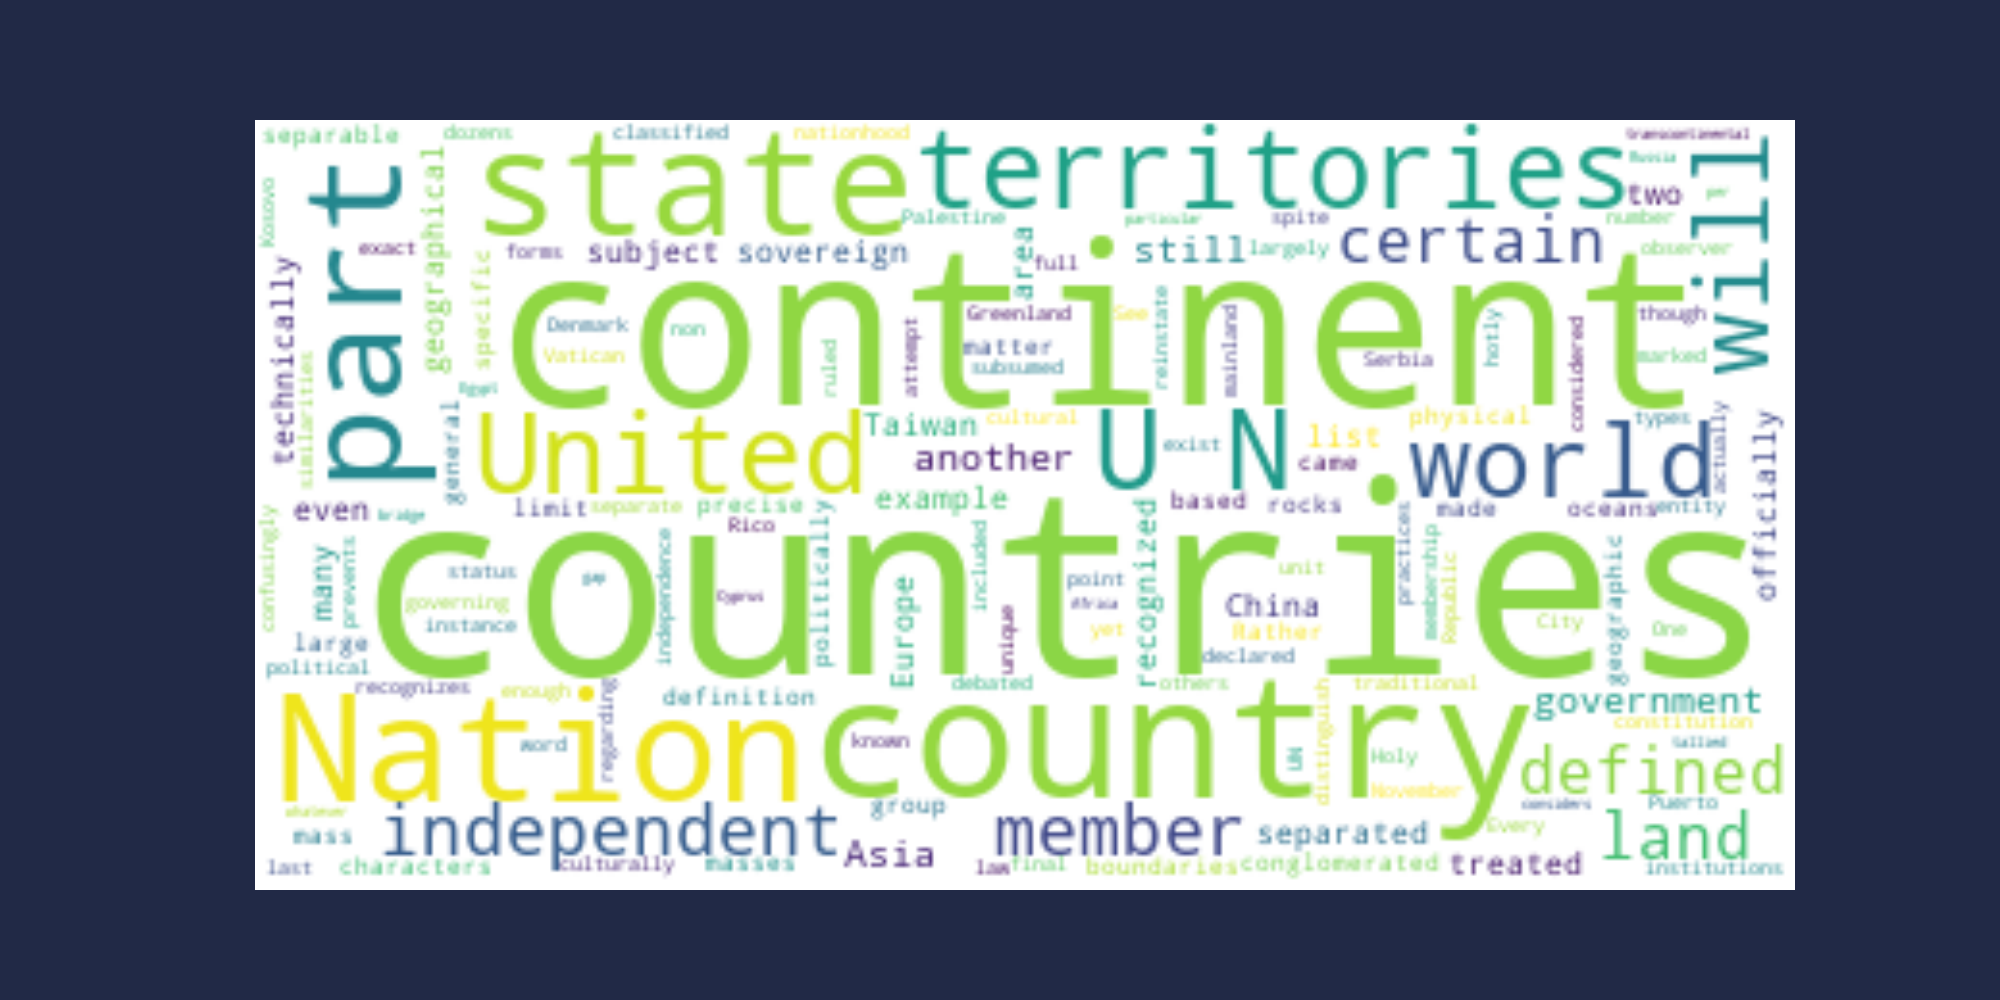 separable
dozens
classified
nationhood
transcontinental
state
territories
will
part
geographical
Kosovo
Russia
two
per
Palestine
particular
spite
number
exact
forms
subject
sovereign
area
full
still
largely
certain
observer
technically
specific
continent
Denmark
non
Greenland
See
though
Vatican
ruled
attempt
matter
subsumed
reinstate
mainland
Serbia
hotly
considered
marked
similarities
Egypt
general
United
Taiwan
cultural
U N
exist
physical
list
types
actually
another
came
world
officially
example
even
bridge
limit
separate
precise
Rico
based
rocks
made
oceans
entity
confusingly
many
prevents
countries
status
gap
independence
Cyprus
politically
included
recognized
point
Africa
unit
practices
membership
Republic
geographic
governing
instance
Europe
unique
yet
China
Rather
City
One
large
political
declared
recognizes
enough
regarding
definition
debated
others
distinguish
traditional
government
Nation
country
constitution
word
known
UN
Holy
tallied
defined
November
considers
Puerto
whatever
mass
independent
group
member
separated
Every
land
last
characters
culturally
masses
Asia
law
final
boundaries
conglomerated
treated
institutions